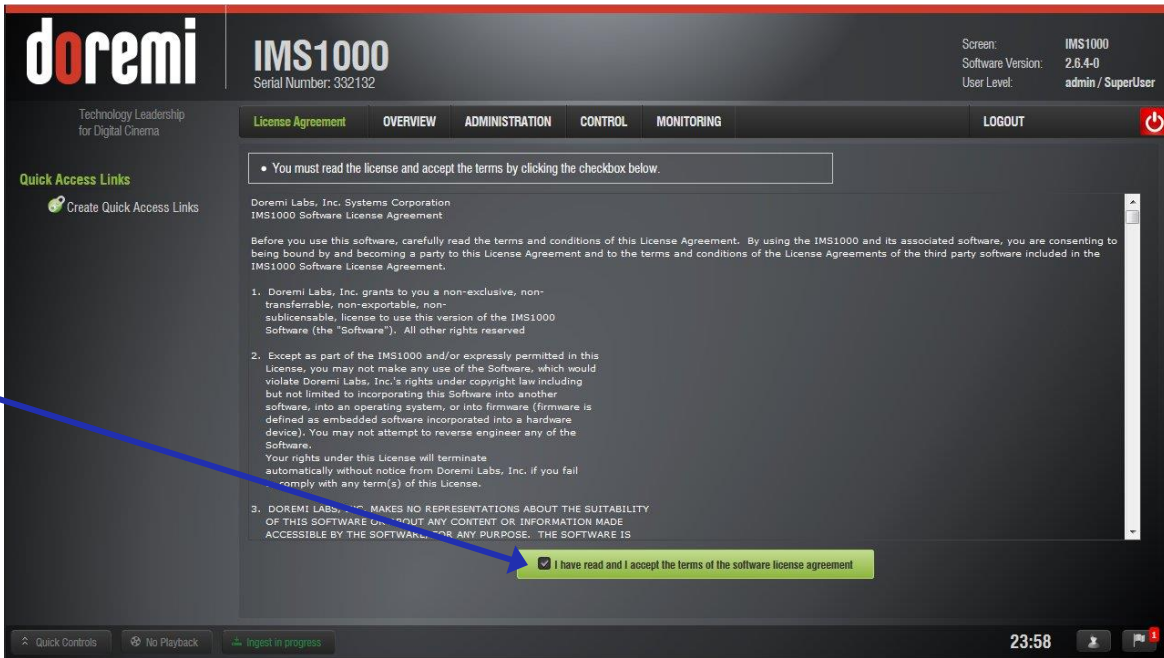 doremi
IMS1000
Serial Number: 332132
Screen: IMS1000
Software Version: 2.6.4-0
User Level: admin / SuperUser
Technology Leadership
for Digital Cinema
License Agreement OVERVIEW ADMINISTRATION CONTROL MONITORING LOGOUT
Quick Access Links
Create Quick Access Links
• You must read the license and accept the terms by clicking the checkbox below.
Doremi Labs, Inc. Systems Corporation
IMS1000 Software License Agreement
Before you use this software, carefully read the terms and conditions of this License Agreement. By using the IMS1000 and its associated software, you are consenting to
being bound by and becoming a party to this License Agreement and to the terms and conditions of the License Agreements of the third party software included in the
IMS1000 Software License Agreement.
1. Doremi Labs, Inc. grants to you a non-exclusive, non-
transferrable, non-exportable, non-
sublicensable, license to use this version of the IMS1000
Software (the "Software"). All other rights reserved
2. Except as part of the IMS1000 and/or expressly permitted in this
License, you may not make any use of the Software, which would
violate Doremi Labs, Inc.'s rights under copyright law including
but not limited to incorporating this Software into another
software, into an operating system, or into firmware (firmware is
defined as embedded software incorporated into a hardware
device). You may not attempt to reverse engineer any of the
Software.
Your rights under this License will terminate
automatically without notice from Doremi Labs, Inc. if you fail
comply with any term(s) of this License.
3. DOREMI LABS, INC. MAKES NO REPRESENTATIONS ABOUT THE SUITABILITY
OF THIS SOFTWARE OR ABOUT ANY CONTENT OR INFORMATION MADE
ACCESSIBLE BY THE SOFTWARE, FOR ANY PURPOSE. THE SOFTWARE IS
I have read and I accept the terms of the software license agreement
Quick Controls No Playback Ingest in progress 23:58 1